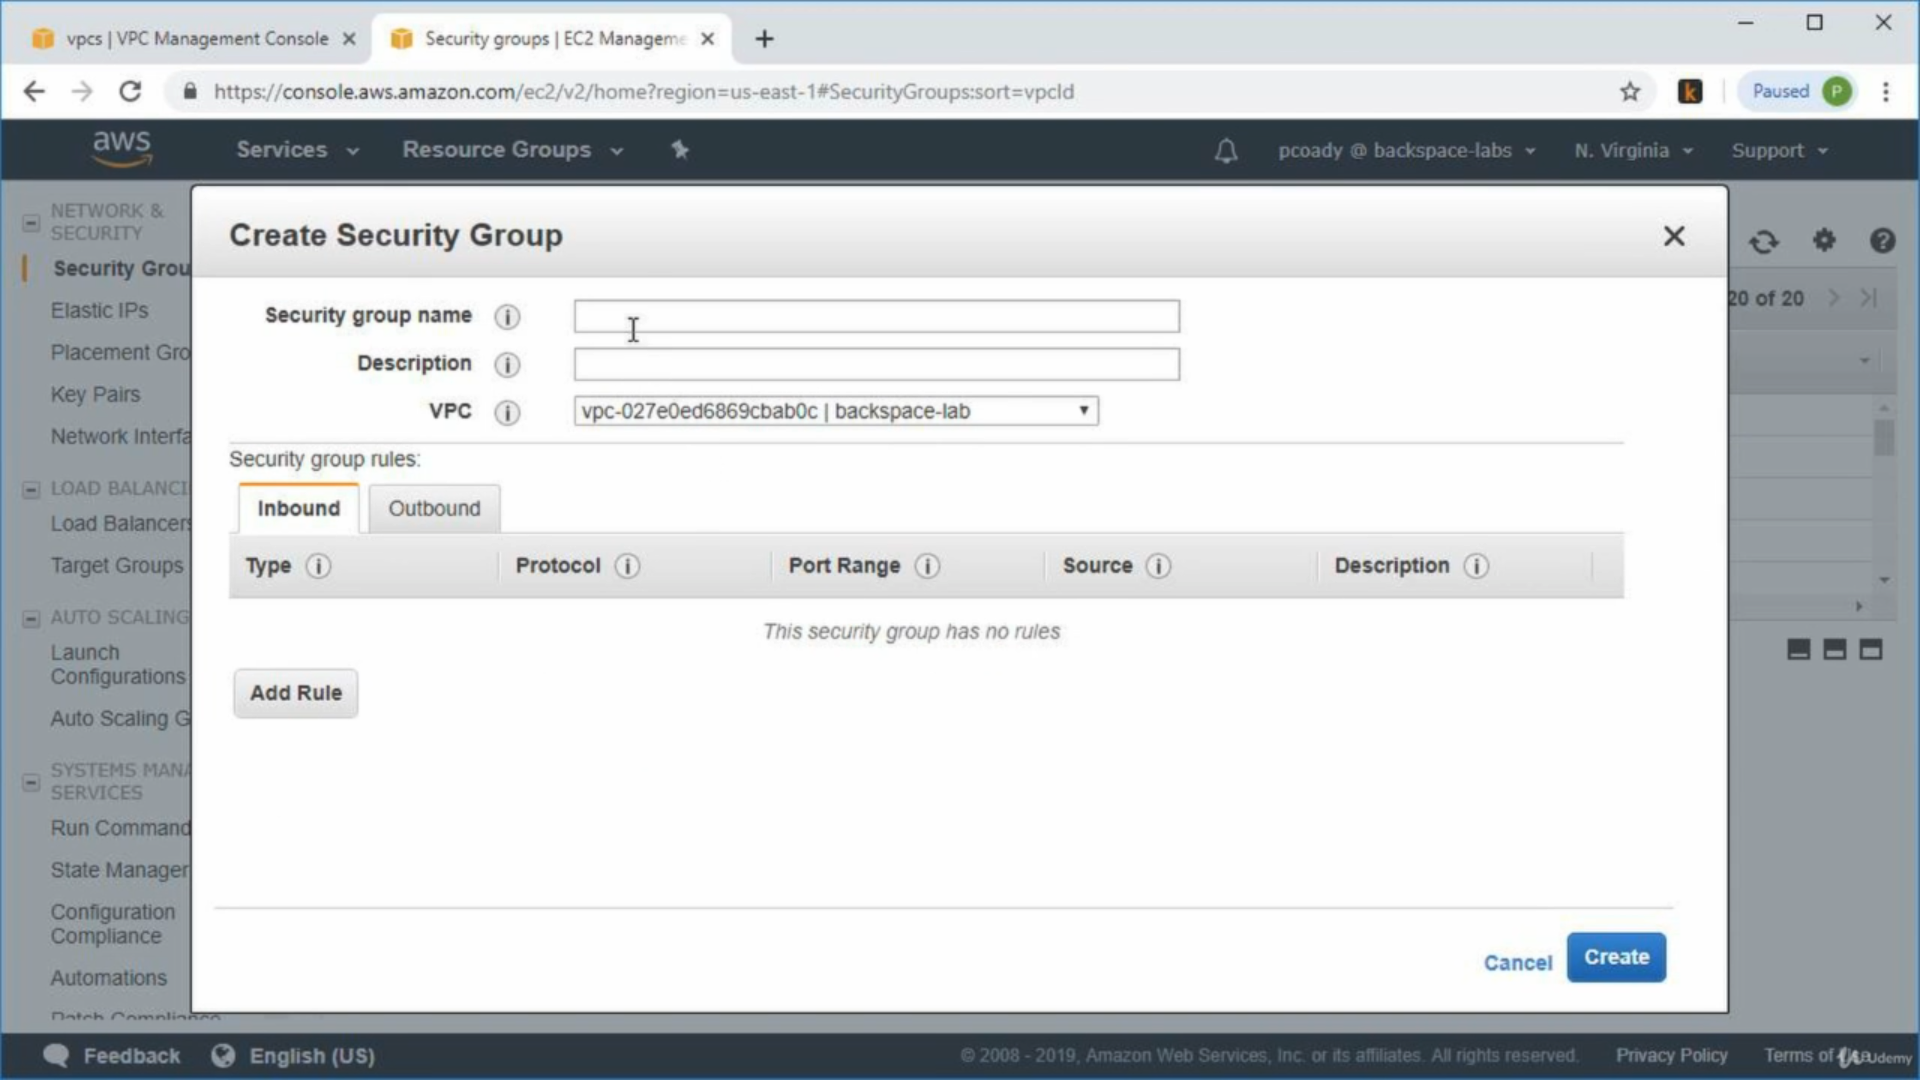 vpcs | VPC Management Console
Security groups | EC2 Manageme
https://console.aws.amazon.com/ec2/v2/home?region=us-east-1#SecurityGroups:sort=vpcId
k
Paused
P
aws
Services
Resource Groups
pcoady @ backspace-labs
N. Virginia
Support
NETWORK &
SECURITY
Security Grou
Elastic IPs
Placement Gro
Key Pairs
Network Interfa
LOAD BALANCI
Load Balancers
Target Groups
AUTO SCALING
Launch
Configurations
Auto Scaling G
SYSTEMS MANA
SERVICES
Run Command
State Manager
Configuration
Compliance
Automations
Patch Compliance
20 of 20
Create Security Group
Security group name
Description
VPC
vpc-027e0ed6869cbab0c | backspace-lab
Security group rules:
Inbound
Outbound
Type
Protocol
Port Range
Source
Description
This security group has no rules
Add Rule
Cancel
Create
Feedback
English (US)
© 2008 - 2019, Amazon Web Services, Inc. or its affiliates. All rights reserved.
Privacy Policy
Terms of
Udemy